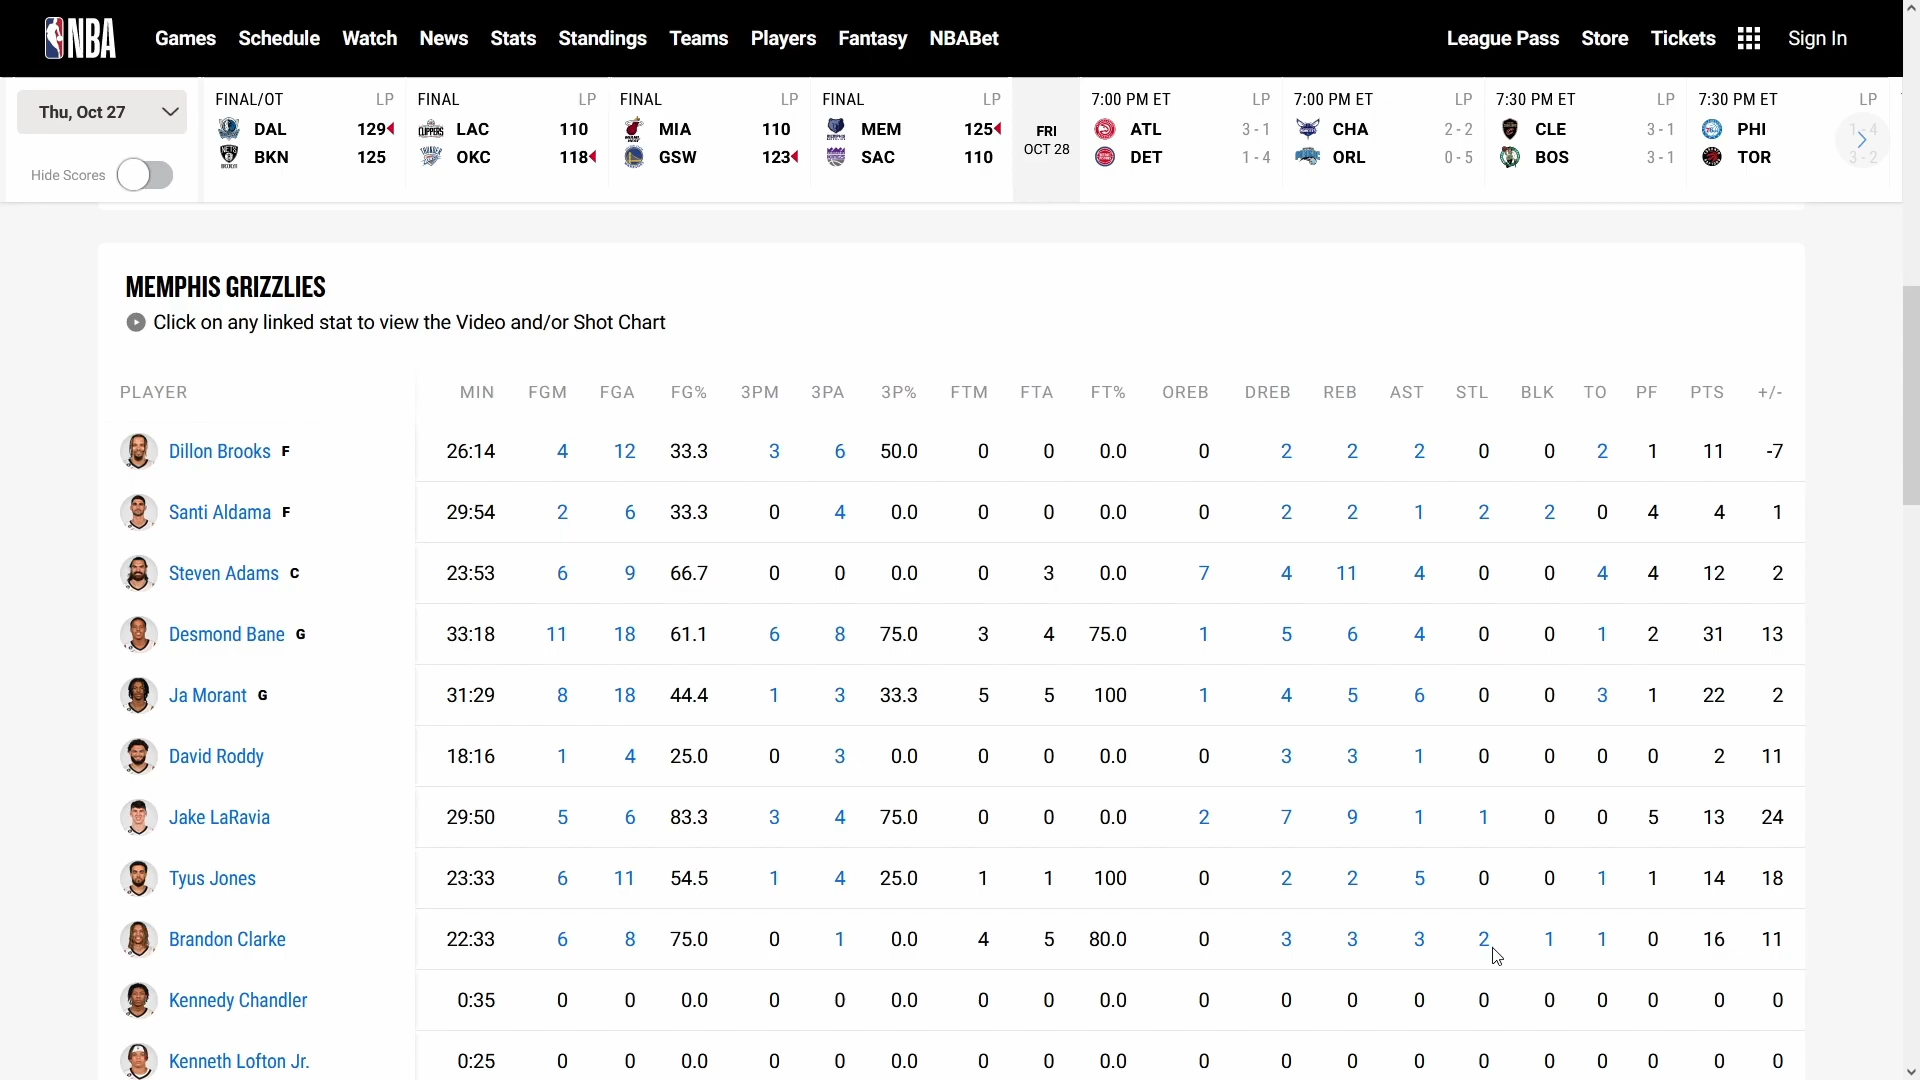 NBA Games Schedule Watch News Stats Standings Teams Players Fantasy NBABet League Pass Store Tickets Sign In
Thu, Oct 27
Hide Scores
FINAL/OT LP
DAL 129
BKN 125
FINAL LP
LAC 110
OKC 118
FINAL LP
MIA 110
GSW 123
FINAL LP
MEM 125
SAC 110
FRI
OCT 28
7:00 PM ET LP
ATL 3 - 1
DET 1 - 4
7:00 PM ET LP
CHA 2 - 2
ORL 0 - 5
7:30 PM ET LP
CLE 3 - 1
BOS 3 - 1
7:30 PM ET LP
PHI 1 - 4
TOR 3 - 2
MEMPHIS GRIZZLIES
Click on any linked stat to view the Video and/or Shot Chart
PLAYER MIN FGM FGA FG% 3PM 3PA 3P% FTM FTA FT% OREB DREB REB AST STL BLK TO PF PTS +/-
Dillon Brooks F 26:14 4 12 33.3 3 6 50.0 0 0 0.0 0 2 2 2 0 0 2 1 11 -7
Santi Aldama F 29:54 2 6 33.3 0 4 0.0 0 0 0.0 0 2 2 1 2 2 0 4 4 1
Steven Adams C 23:53 6 9 66.7 0 0 0.0 0 3 0.0 7 4 11 4 0 0 4 4 12 2
Desmond Bane G 33:18 11 18 61.1 6 8 75.0 3 4 75.0 1 5 6 4 0 0 1 2 31 13
Ja Morant G 31:29 8 18 44.4 1 3 33.3 5 5 100 1 4 5 6 0 0 3 1 22 2
David Roddy 18:16 1 4 25.0 0 3 0.0 0 0 0.0 0 3 3 1 0 0 0 0 2 11
Jake LaRavia 29:50 5 6 83.3 3 4 75.0 0 0 0.0 2 7 9 1 1 0 0 5 13 24
Tyus Jones 23:33 6 11 54.5 1 4 25.0 1 1 100 0 2 2 5 0 0 1 1 14 18
Brandon Clarke 22:33 6 8 75.0 0 1 0.0 4 5 80.0 0 3 3 3 2 1 1 0 16 11
Kennedy Chandler 0:35 0 0 0.0 0 0 0.0 0 0 0.0 0 0 0 0 0 0 0 0 0 0
Kenneth Lofton Jr. 0:25 0 0 0.0 0 0 0.0 0 0 0.0 0 0 0 0 0 0 0 0 0 0